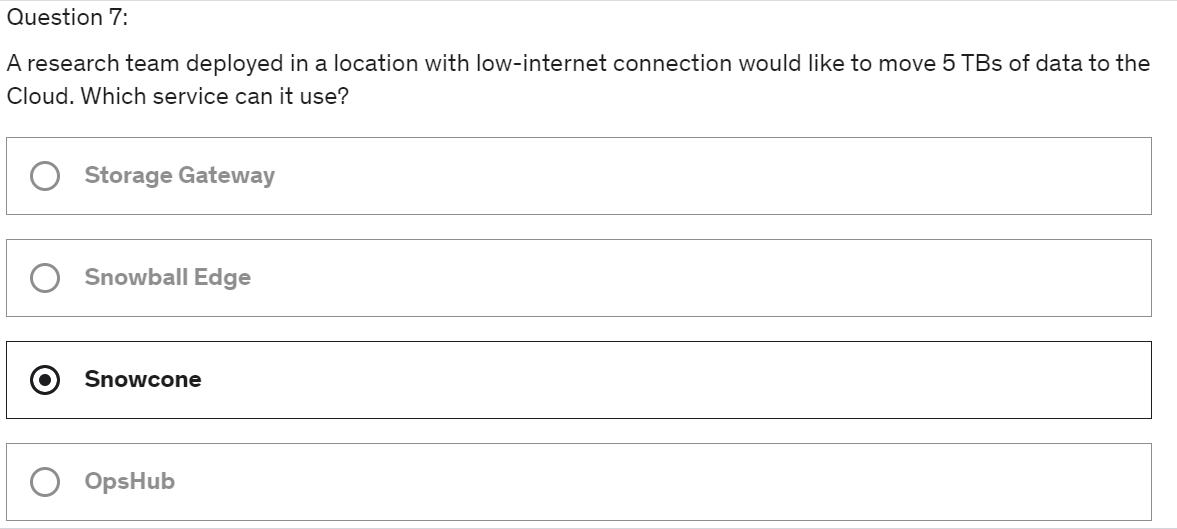 Question 7:
A research team deployed in a location with low-internet connection would like to move 5 TBs of data to the
Cloud. Which service can it use?
Storage Gateway
Snowball Edge
Snowcone
OpsHub